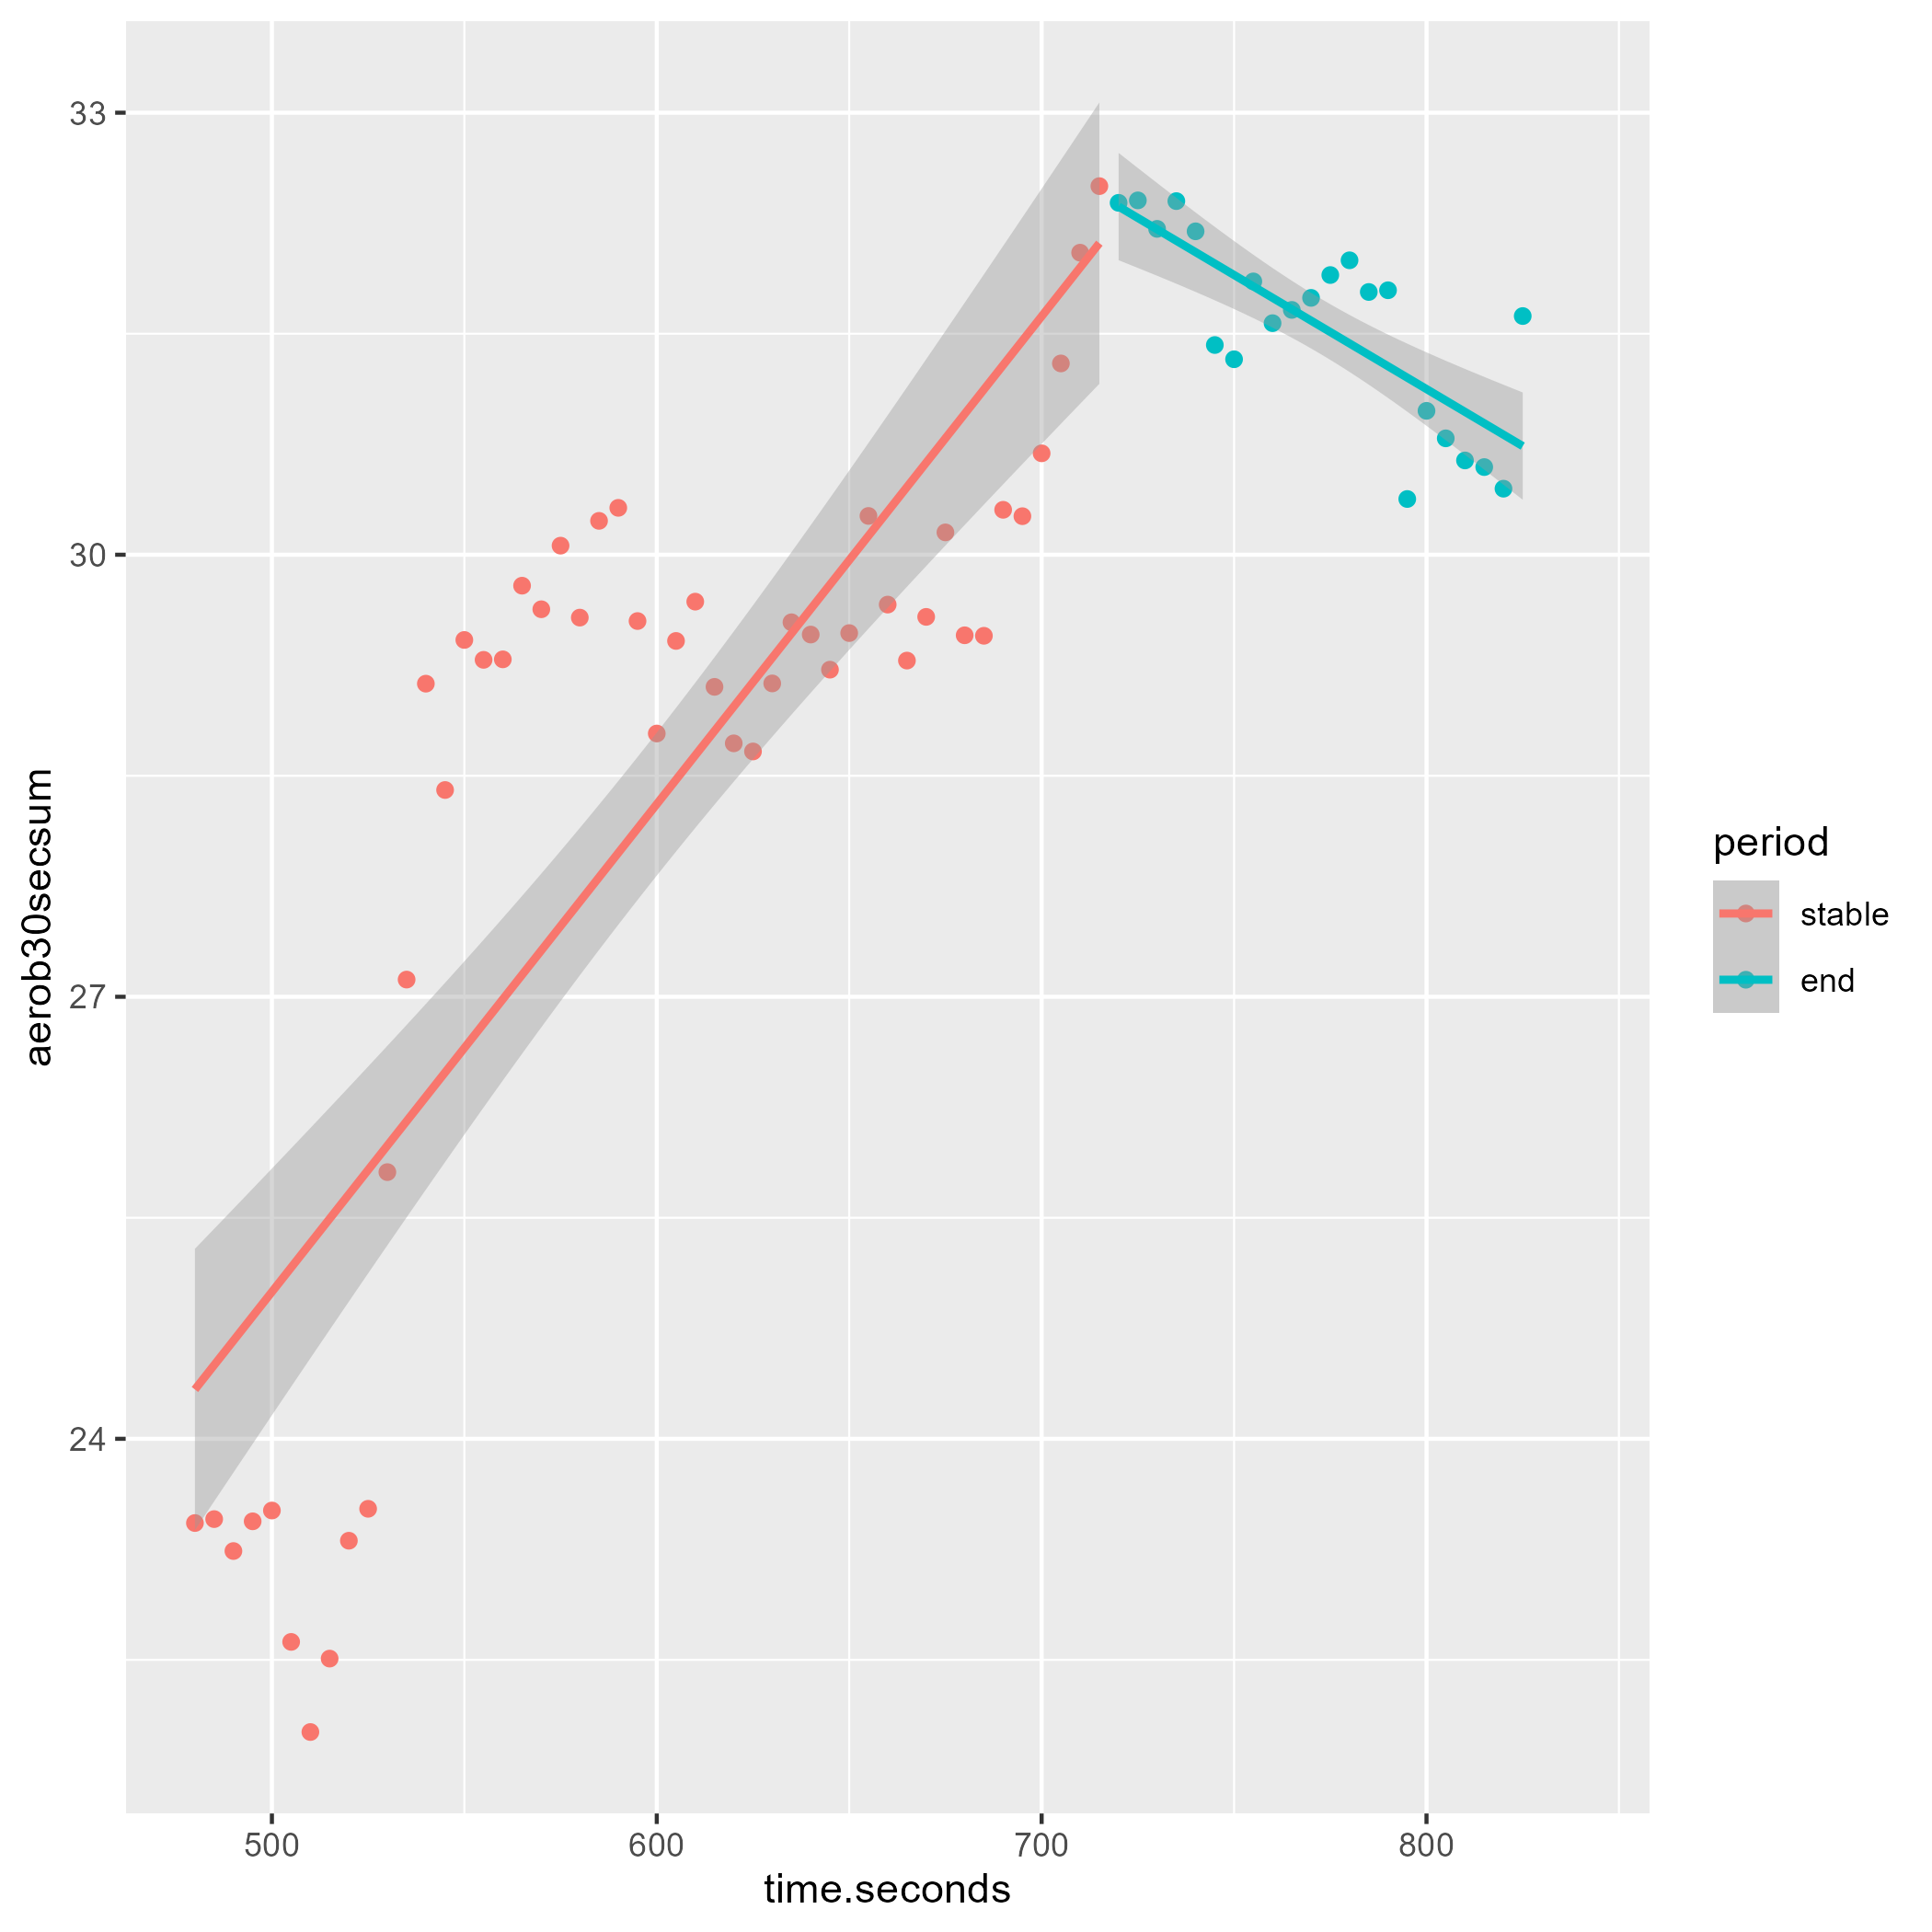 33
30
27
24
aerob30secsum
500 600 700 800
time.seconds
period
stable
end